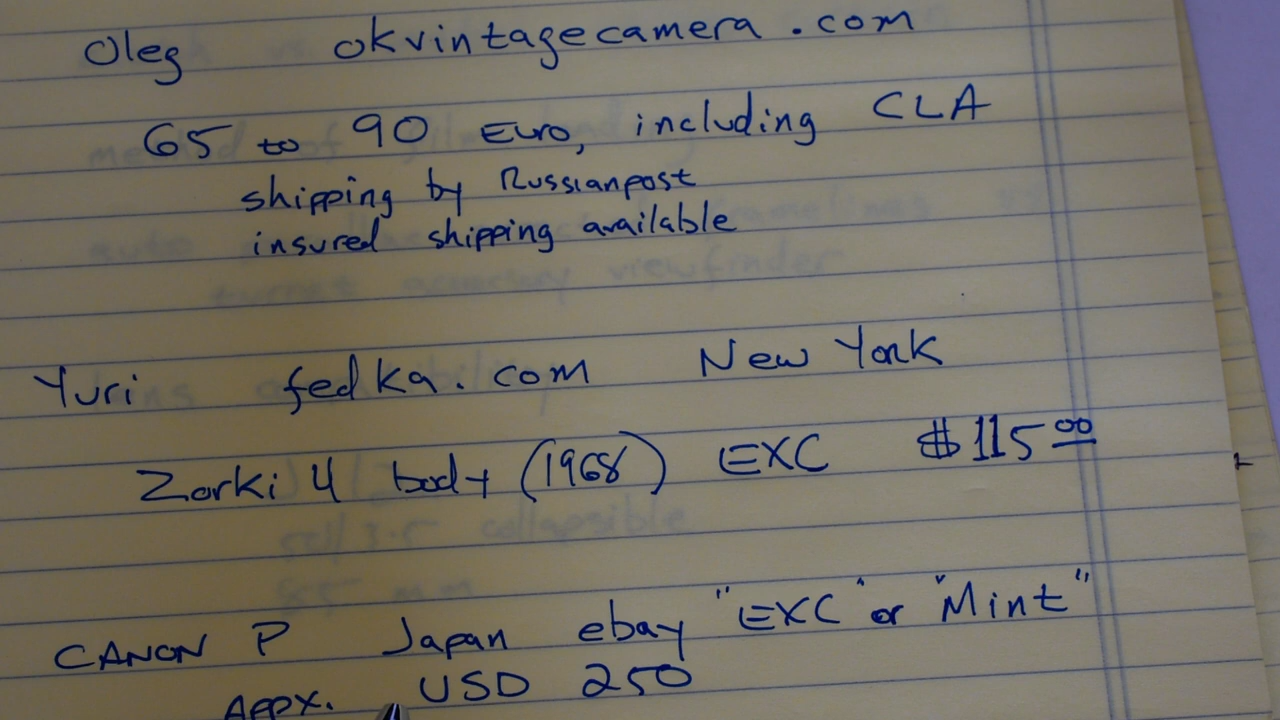 Oleg okvintagecamera.com
65 to 90 Euro, including CLA
shipping by Russianpost
insured shipping available
Yuri fedka.com New York
Zorki 4 body (1968) EXC $115.00
CANON P Japan ebay "EXC" or "Mint"
APPX. USD 250